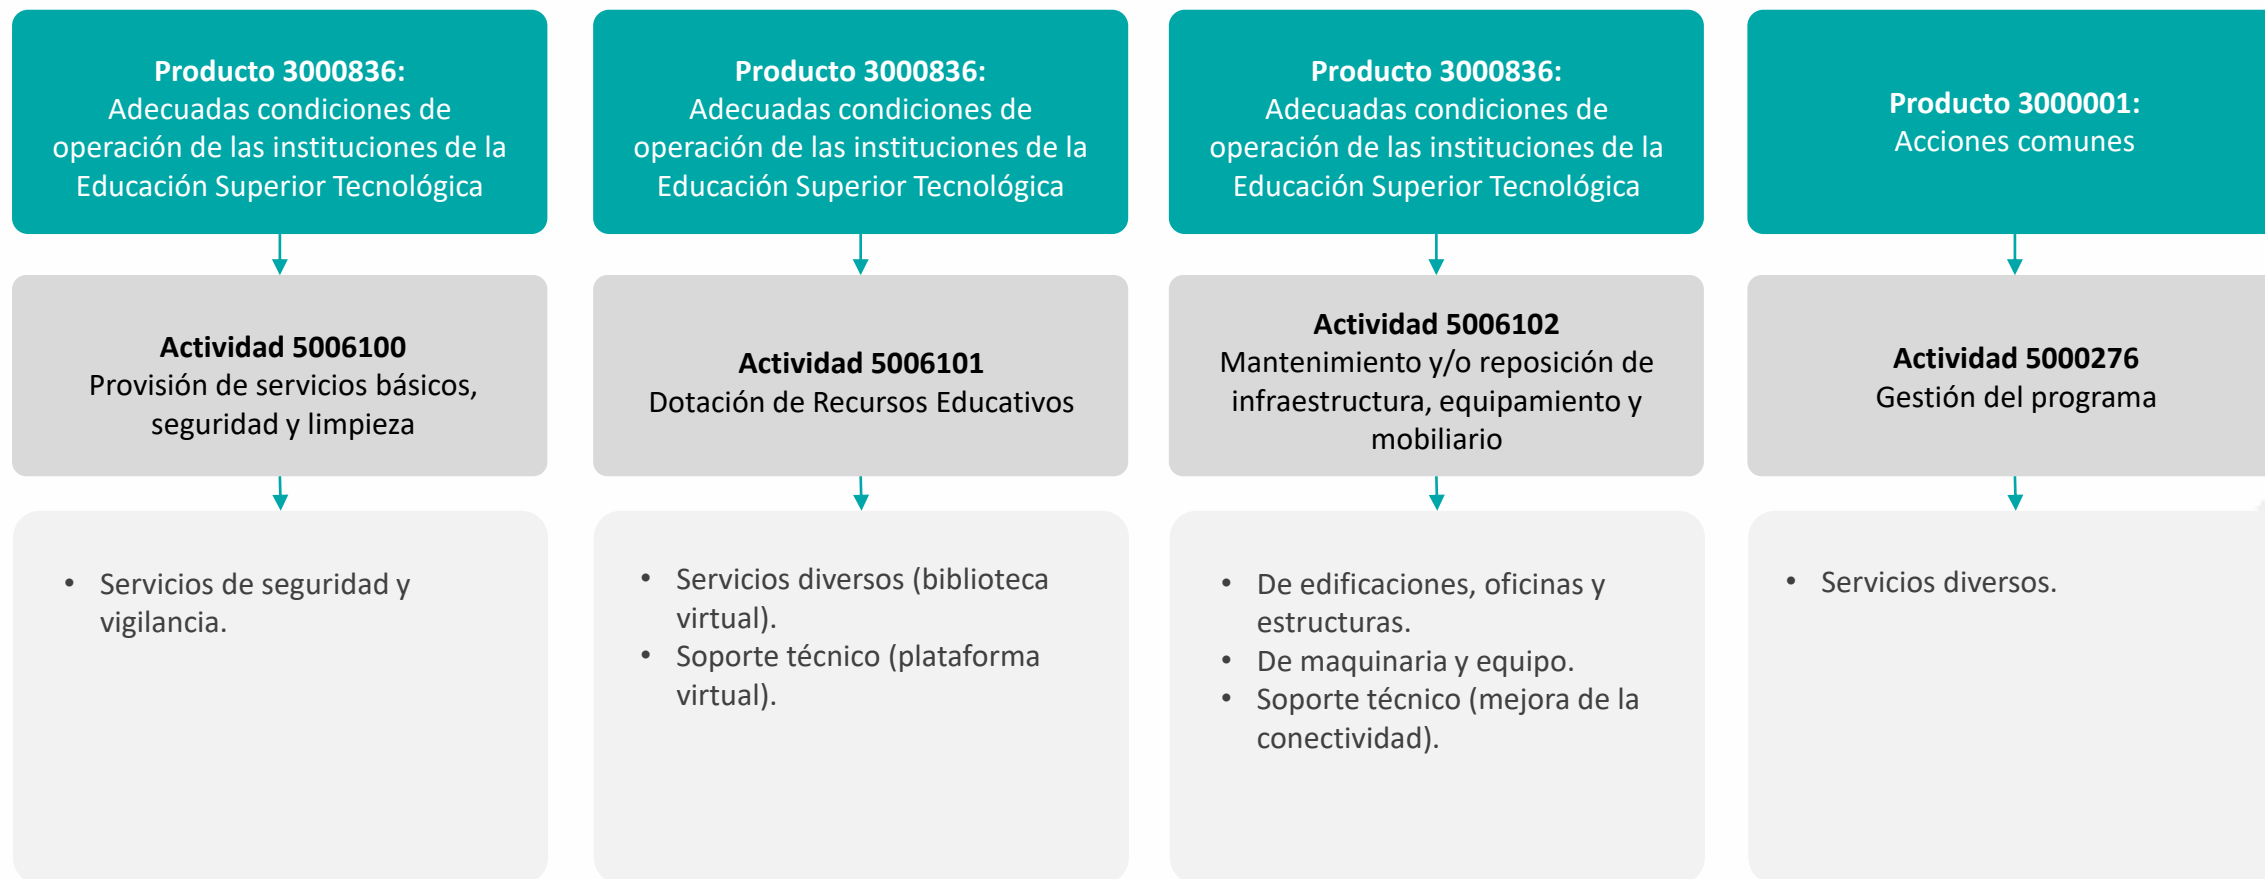 Producto 3000836:
Adecuadas condiciones de
operación de las instituciones de la
Educación Superior Tecnológica
Actividad 5006100
Provisión de servicios básicos,
seguridad y limpieza
• Servicios de seguridad y
vigilancia.
Producto 3000836:
Adecuadas condiciones de
operación de las instituciones de la
Educación Superior Tecnológica
Actividad 5006101
Dotación de Recursos Educativos
• Servicios diversos (biblioteca
virtual).
• Soporte técnico (plataforma
virtual).
Producto 3000836:
Adecuadas condiciones de
operación de las instituciones de la
Educación Superior Tecnológica
Actividad 5006102
Mantenimiento y/o reposición de
infraestructura, equipamiento y
mobiliario
• De edificaciones, oficinas y
estructuras.
• De maquinaria y equipo.
• Soporte técnico (mejora de la
conectividad).
Producto 3000001:
Acciones comunes
Actividad 5000276
Gestión del programa
• Servicios diversos.